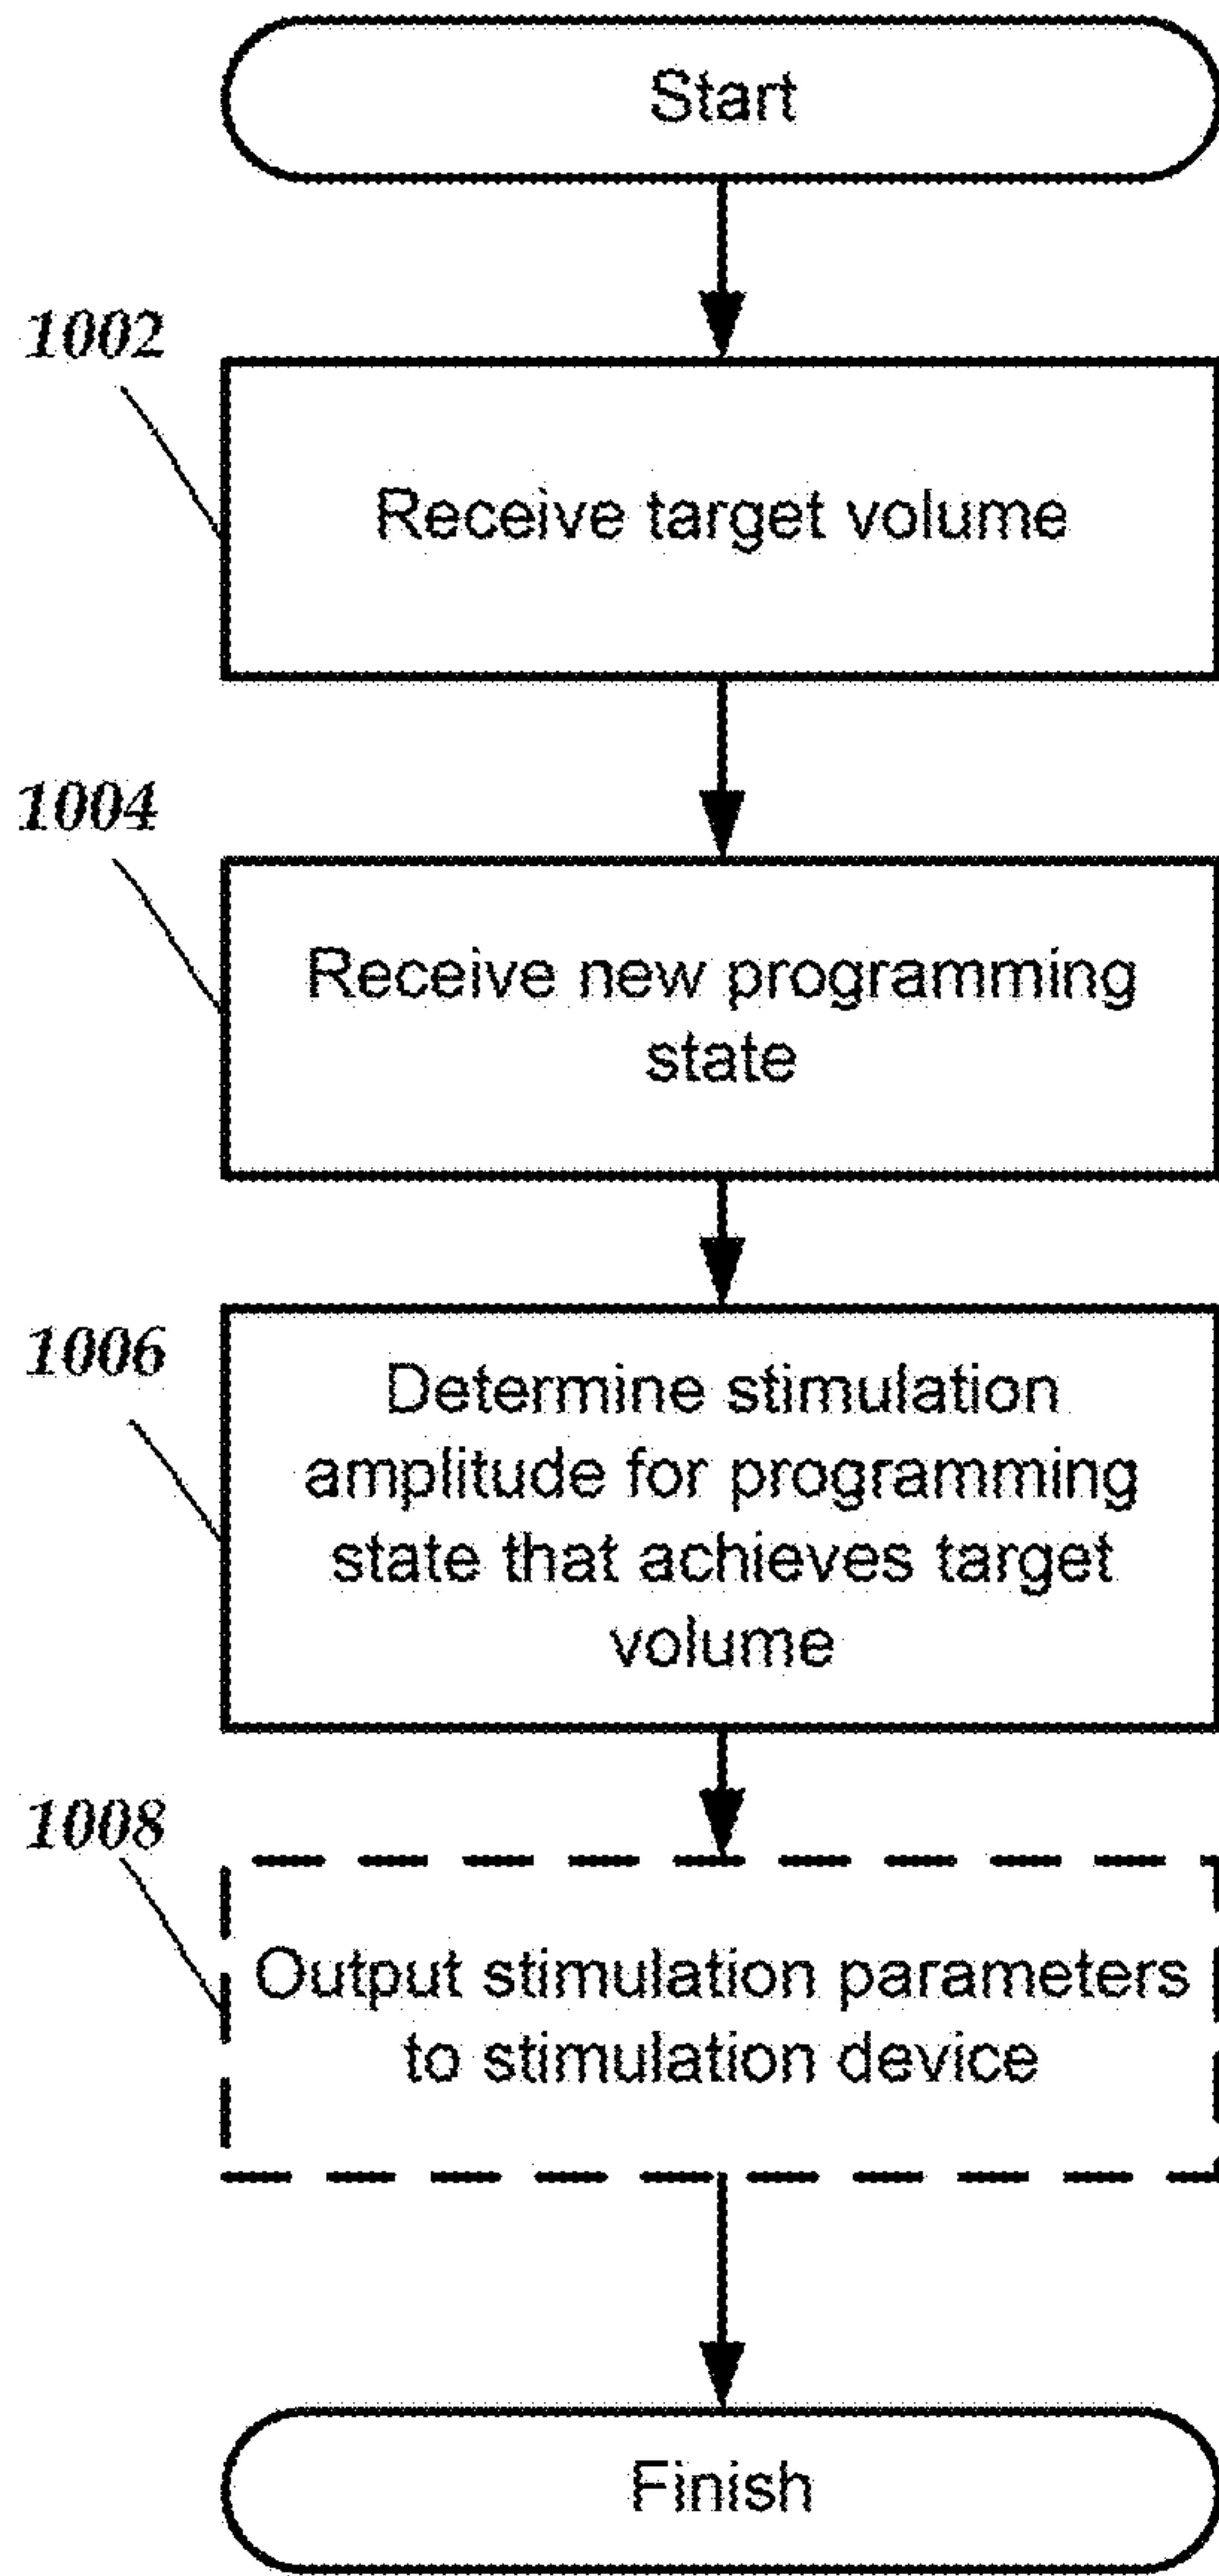 Start
1002
Receive target volume
1004
Receive new programming
state
1006
Determine stimulation
amplitude for programming
state that achieves target
volume
1008
Output stimulation parameters
to stimulation device
Finish